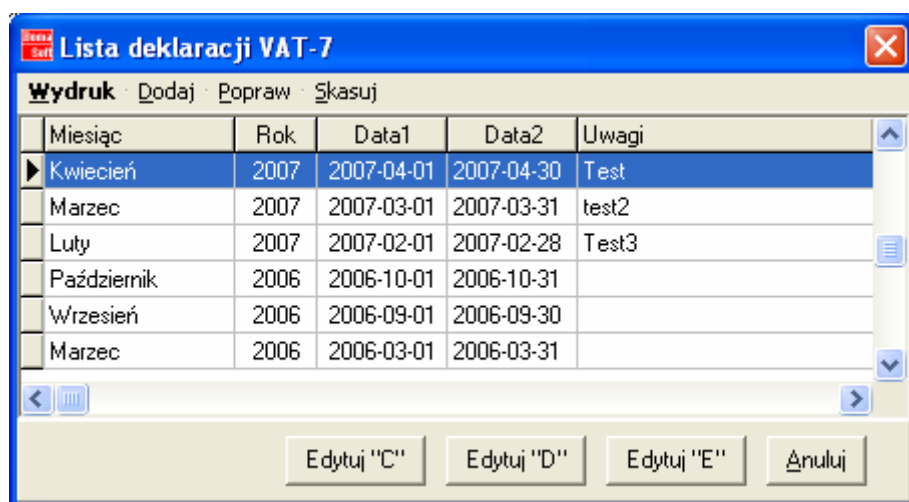 Lista deklaracji VAT-7
Wydruk Dodaj Popraw Skasuj
Miesiąc Rok Data1 Data2 Uwagi
Kwiecień 2007 2007-04-01 2007-04-30 Test
Marzec 2007 2007-03-01 2007-03-31 test2
Luty 2007 2007-02-01 2007-02-28 Test3
Październik 2006 2006-10-01 2006-10-31
Wrzesień 2006 2006-09-01 2006-09-30
Marzec 2006 2006-03-01 2006-03-31
Edytuj "C" Edytuj "D" Edytuj "E" Anuluj